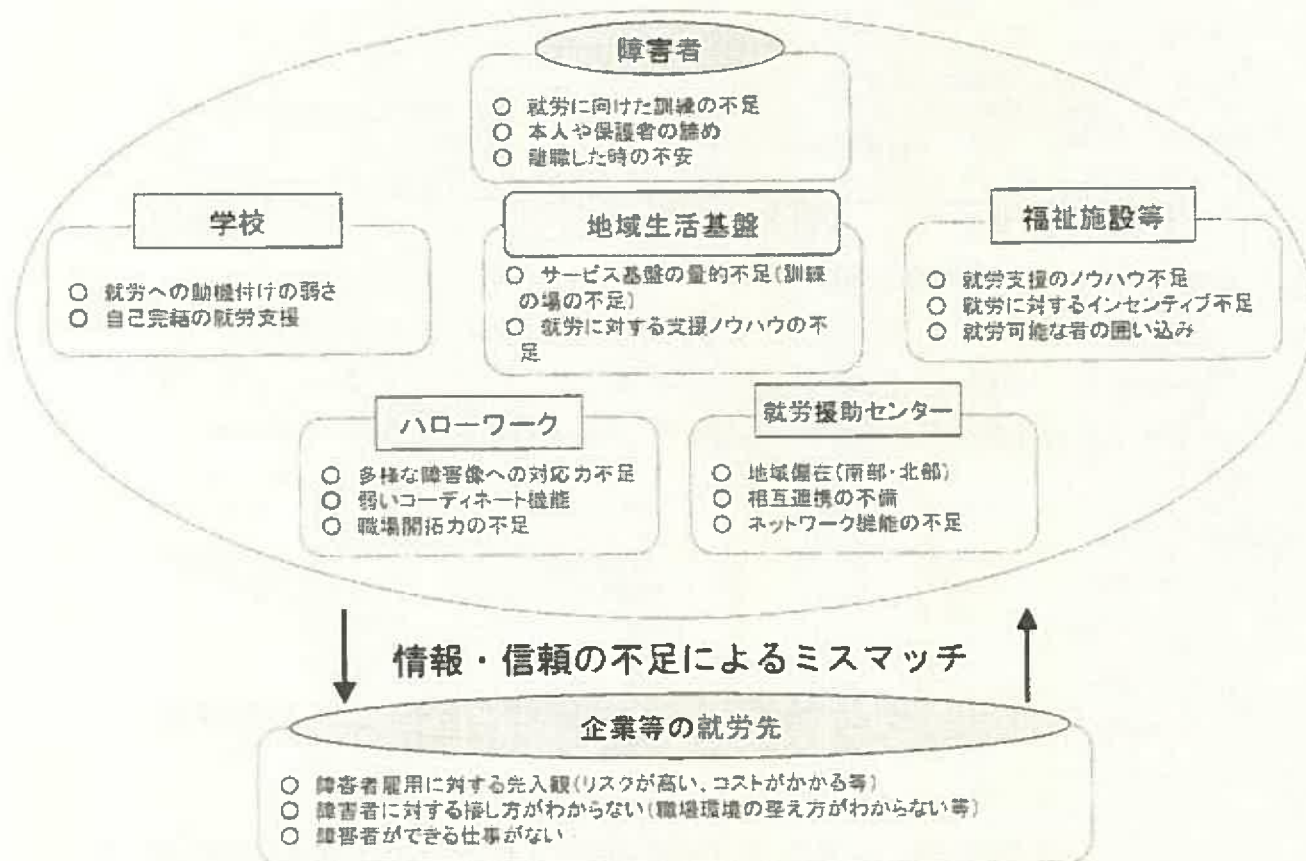 障害者
○ 就労に向けた訓練の不足
○ 本人や保護者の諦め
○ 離職した時の不安
学校
○ 就労への動機付けの弱さ
○ 自己完結の就労支援
地域生活基盤
○ サービス基盤の量的不足(訓練
の場の不足)
○ 就労に対する支援ノウハウの不
足
福祉施設等
○ 就労支援のノウハウ不足
○ 就労に対するインセンティブ不足
○ 就労可能な者の囲い込み
ハローワーク
○ 多様な障害像への対応力不足
○ 弱いコーディネート機能
○ 職場開拓力の不足
就労援助センター
○ 地域偏在(南部・北部)
○ 相互連携の不備
○ ネットワーク機能の不足
情報・信頼の不足によるミスマッチ
企業等の就労先
○ 障害者雇用に対する先入観(リスクが高い、コストがかかる等)
○ 障害者に対する接し方がわからない(職場環境の整え方がわからない等)
○ 障害者ができる仕事がない